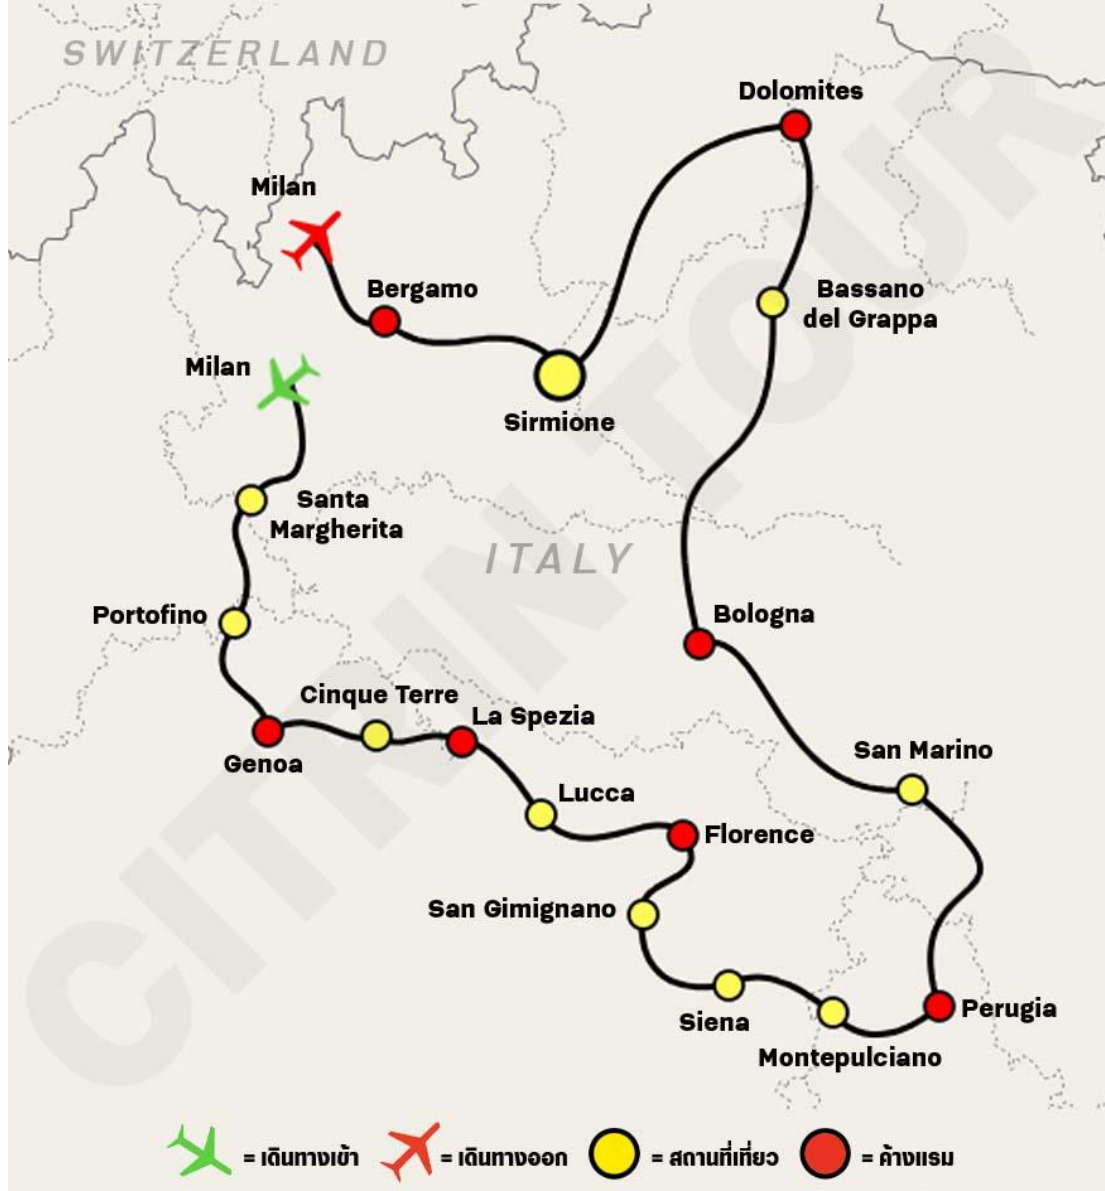 SWITZERLAND
Dolomites
Milan
Bergamo
Bassano
del Grappa
Milan
Sirmione
Santa
Margherita
ITALY
Portofino
Bologna
Cinque Terre
La Spezia
San Marino
Genoa
Lucca
Florence
San Gimignano
Siena
Perugia
Montepulciano
CITRIN TOUR
= เดินทางเข้า = เดินทางออก = สถานที่เที่ยว = ค้างแรม